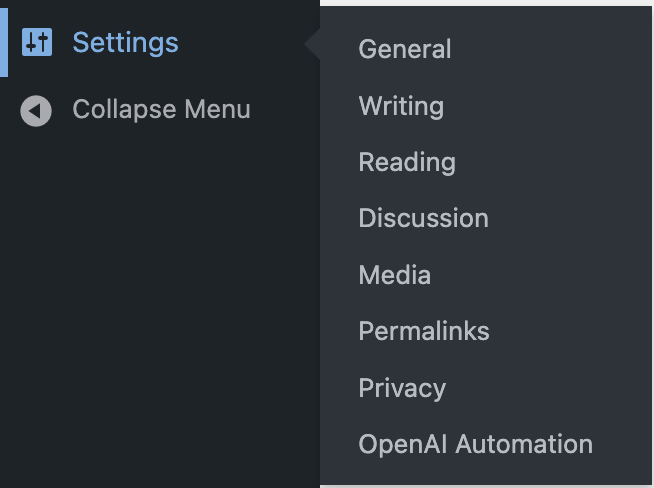 Settings
Collapse Menu
General
Writing
Reading
Discussion
Media
Permalinks
Privacy
OpenAI Automation